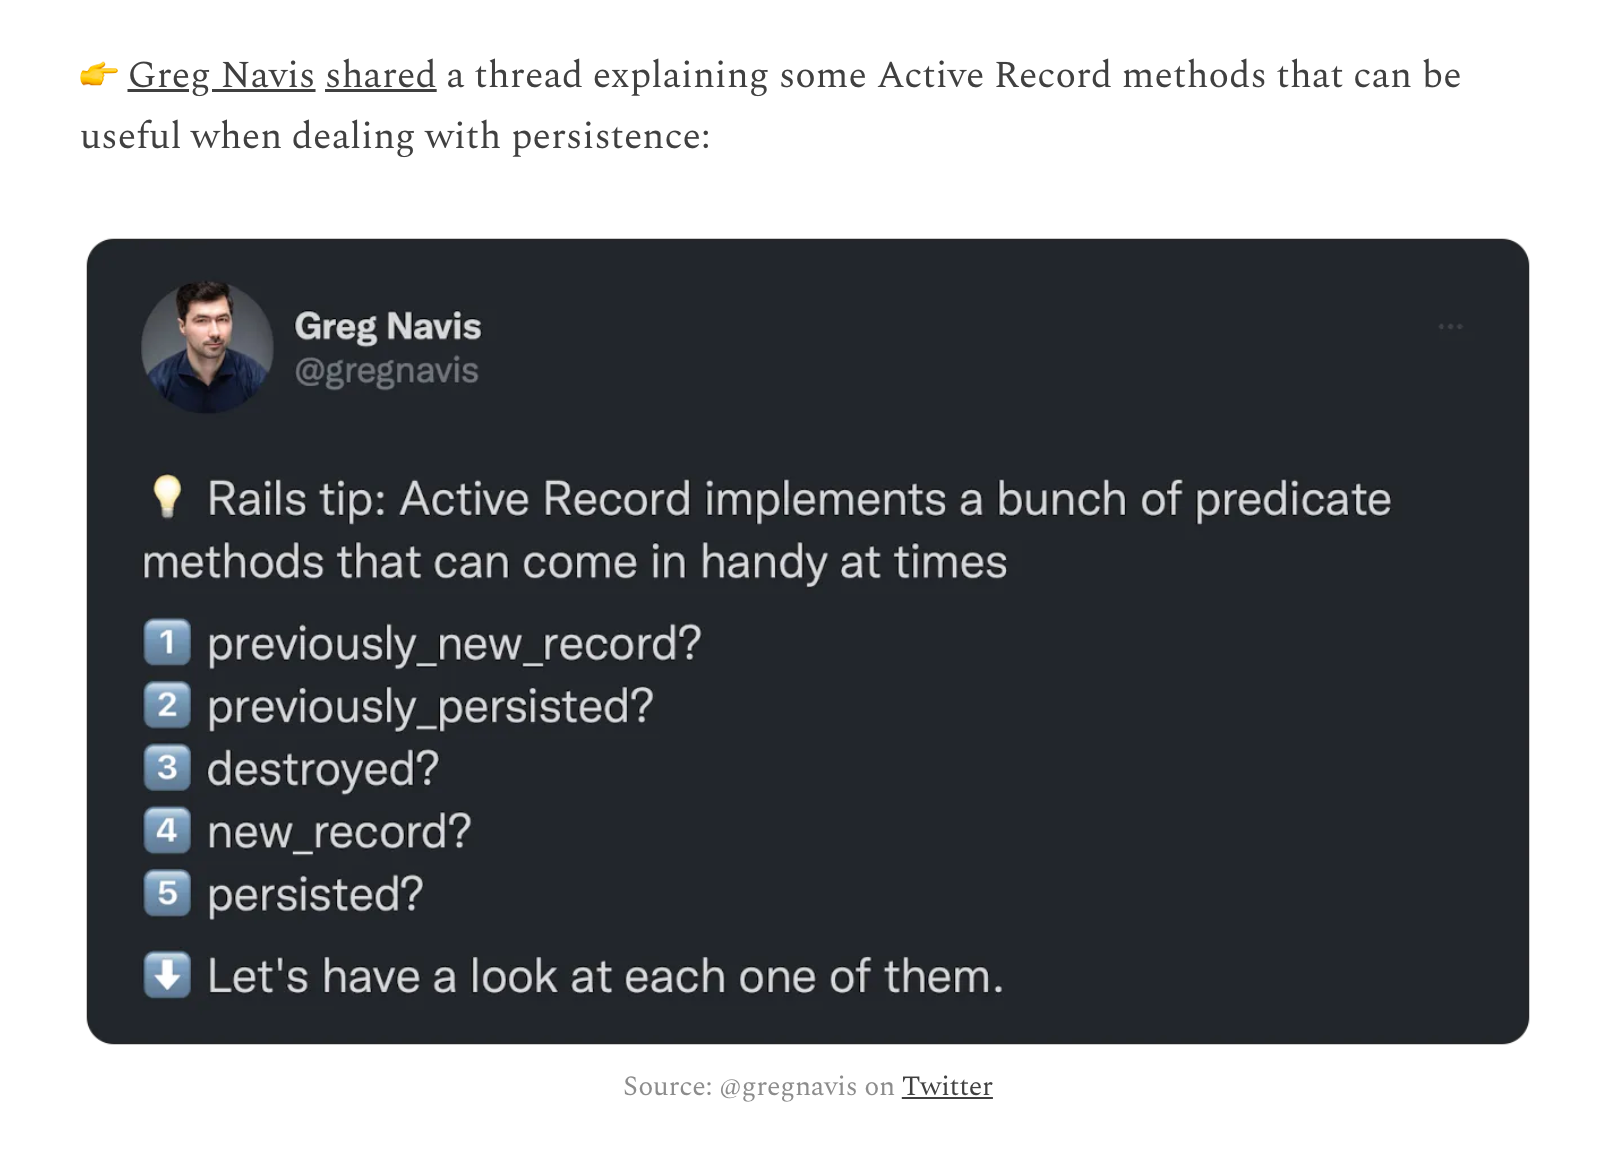 👉 Greg Navis shared a thread explaining some Active Record methods that can be
useful when dealing with persistence:
Greg Navis
@gregnavis
...
💡 Rails tip: Active Record implements a bunch of predicate
methods that can come in handy at times
1️⃣ previously_new_record?
2️⃣ previously_persisted?
3️⃣ destroyed?
4️⃣ new_record?
5️⃣ persisted?
⬇️ Let's have a look at each one of them.
Source: @gregnavis on Twitter